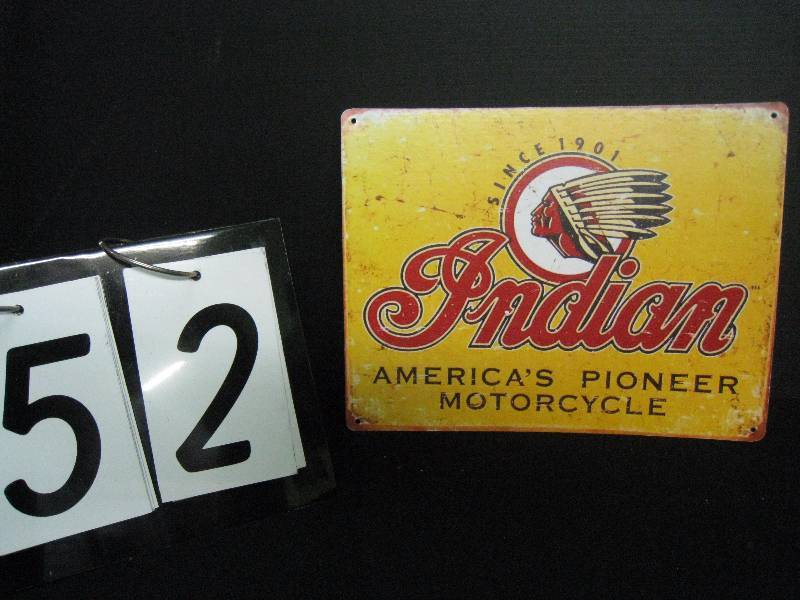 52
SINCE 1901
Indian
AMERICA'S PIONEER
MOTORCYCLE